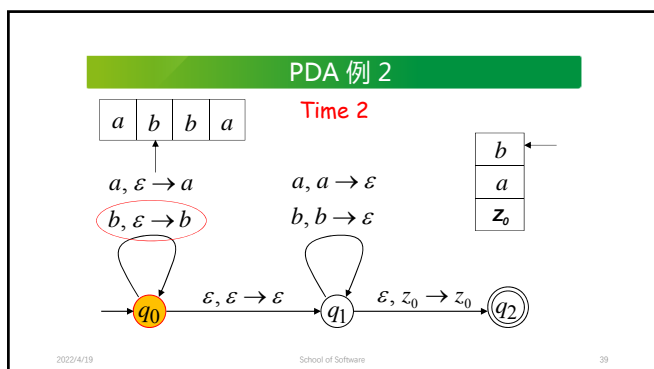 PDA 例 2
Time 2
a b b a
b
a
z₀
a, ε → a
b, ε → b
a, a → ε
b, b → ε
q₀
ε, ε → ε
q₁
ε, z₀ → z₀
q₂
2022/4/19
School of Software
39